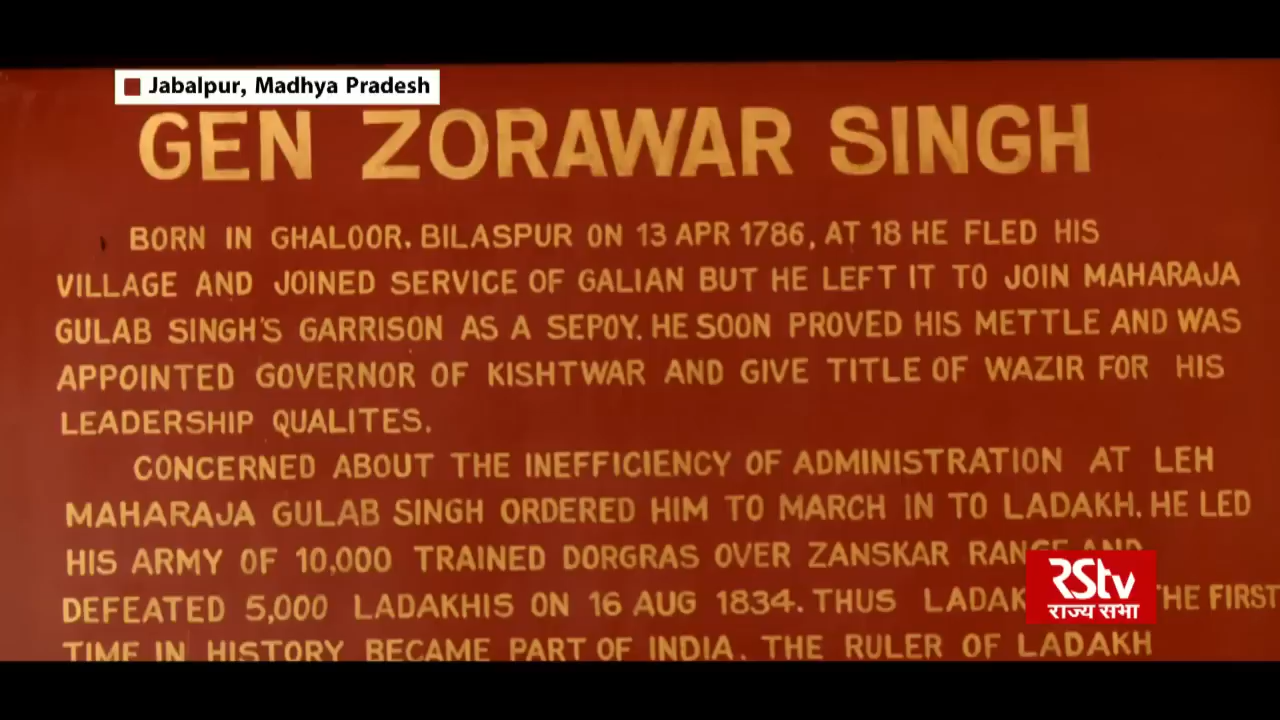 Jabalpur, Madhya Pradesh
GEN ZORAWAR SINGH
BORN IN GHALOOR. BILASPUR ON 13 APR 1786, AT 18 HE FLED HIS
VILLAGE AND JOINED SERVICE OF GALIAN BUT HE LEFT IT TO JOIN MAHARAJA
GULAB SINGH'S GARRISON AS A SEPOY. HE SOON PROVED HIS METTLE AND WAS
APPOINTED GOVERNOR OF KISHTWAR AND GIVE TITLE OF WAZIR FOR HIS
LEADERSHIP QUALITES.
CONCERNED ABOUT THE INEFFICIENCY OF ADMINISTRATION AT LEH
MAHARAJA GULAB SINGH ORDERED HIM TO MARCH IN TO LADAKH. HE LED
HIS ARMY OF 10,000 TRAINED DORGRAS OVER ZANSKAR RANGE AND
DEFEATED 5,000 LADAKHIS ON 16 AUG 1834. THUS THE FIRST
TIME IN HISTORY BECAME PART OF INDIA. THE RULER OF LADAKH
RSTV
राज्य सभा